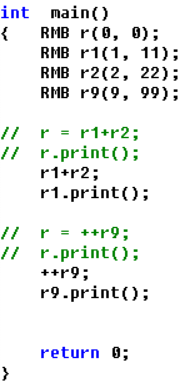 int main()
{ RMB r(0, 0);
RMB r1(1, 11);
RMB r2(2, 22);
RMB r9(9, 99);
// r = r1+r2;
// r.print();
r1+r2;
r1.print();
// r = ++r9;
// r.print();
++r9;
r9.print();
return 0;
}